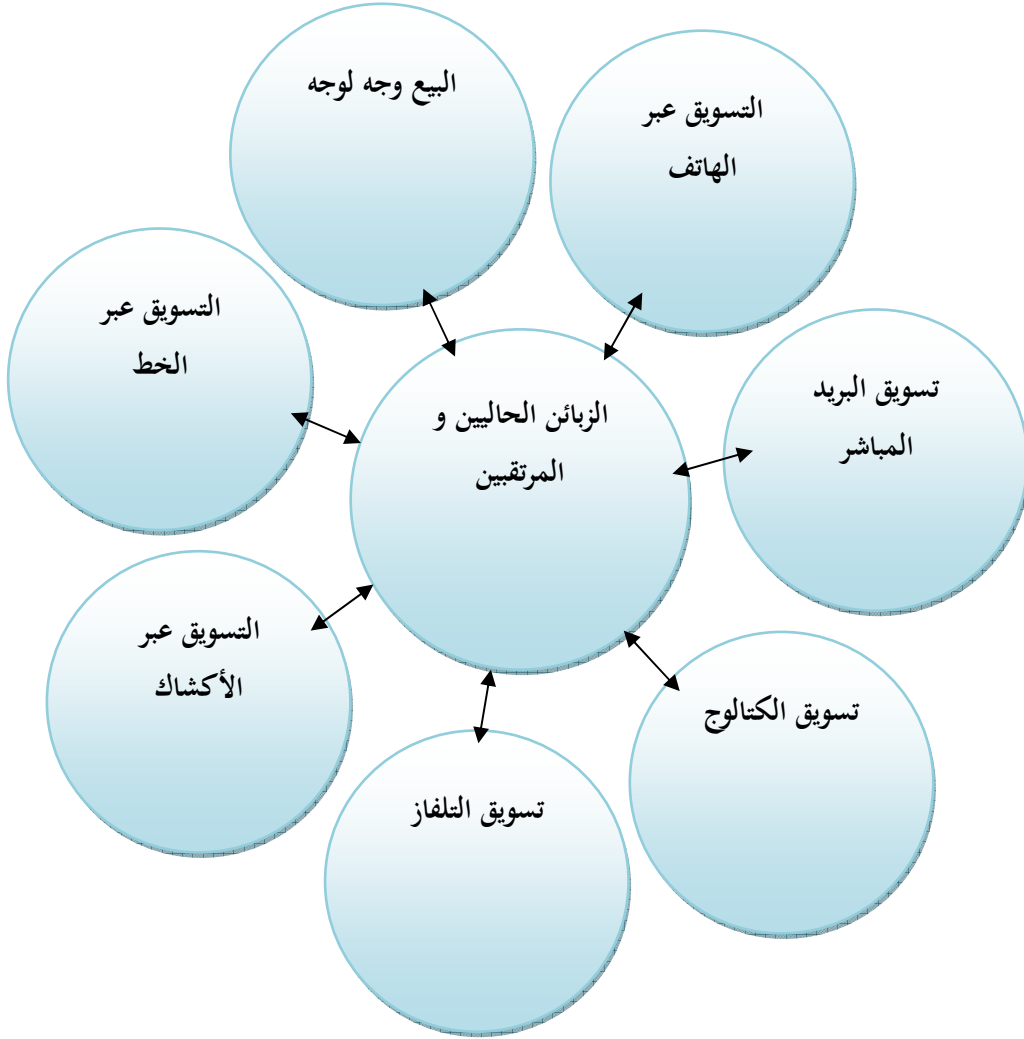 البيع وجه لوجه
التسويق عبر
الهاتف
التسويق عبر
الخط
تسويق البريد
المباشر
الزبائن الحاليين و
المرتقبين
التسويق عبر
الأكشاك
تسويق الكتالوج
تسويق التلفاز